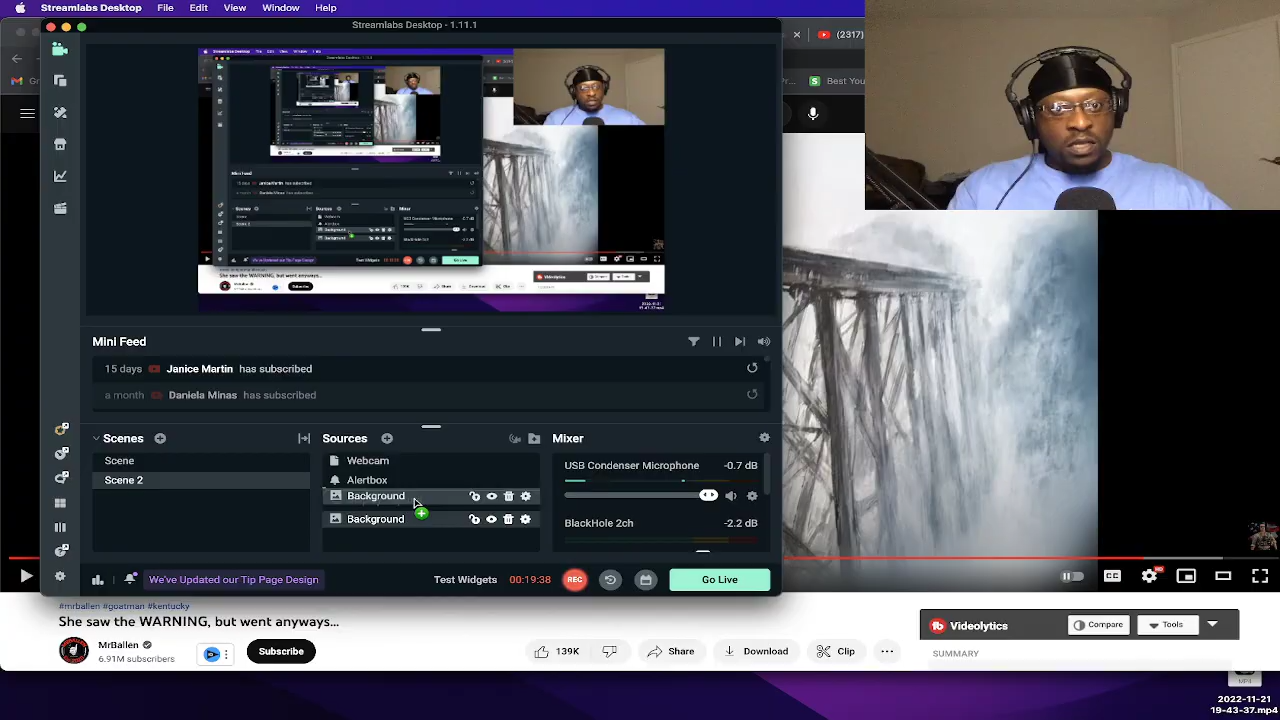 Streamlabs Desktop File Edit View Window Help
Streamlabs Desktop - 1.11.1
(2317)
Best You
Mini Feed
15 days Janice Martin has subscribed
a month Daniela Minas has subscribed
Scenes
Scene
Scene 2
Sources
Webcam
Alertbox
Background
Background
Mixer
USB Condenser Microphone -0.7 dB
BlackHole 2ch -2.2 dB
We've Updated our Tip Page Design
Test Widgets 00:19:38 REC Go Live
CC HD
#mrballen #goatman #kentucky
She saw the WARNING, but went anyways...
MrBallen
6.91M subscribers
Subscribe
139K Share Download Clip
Videolytics Compare Tools
SUMMARY
2022-11-21
19-43-37.mp4